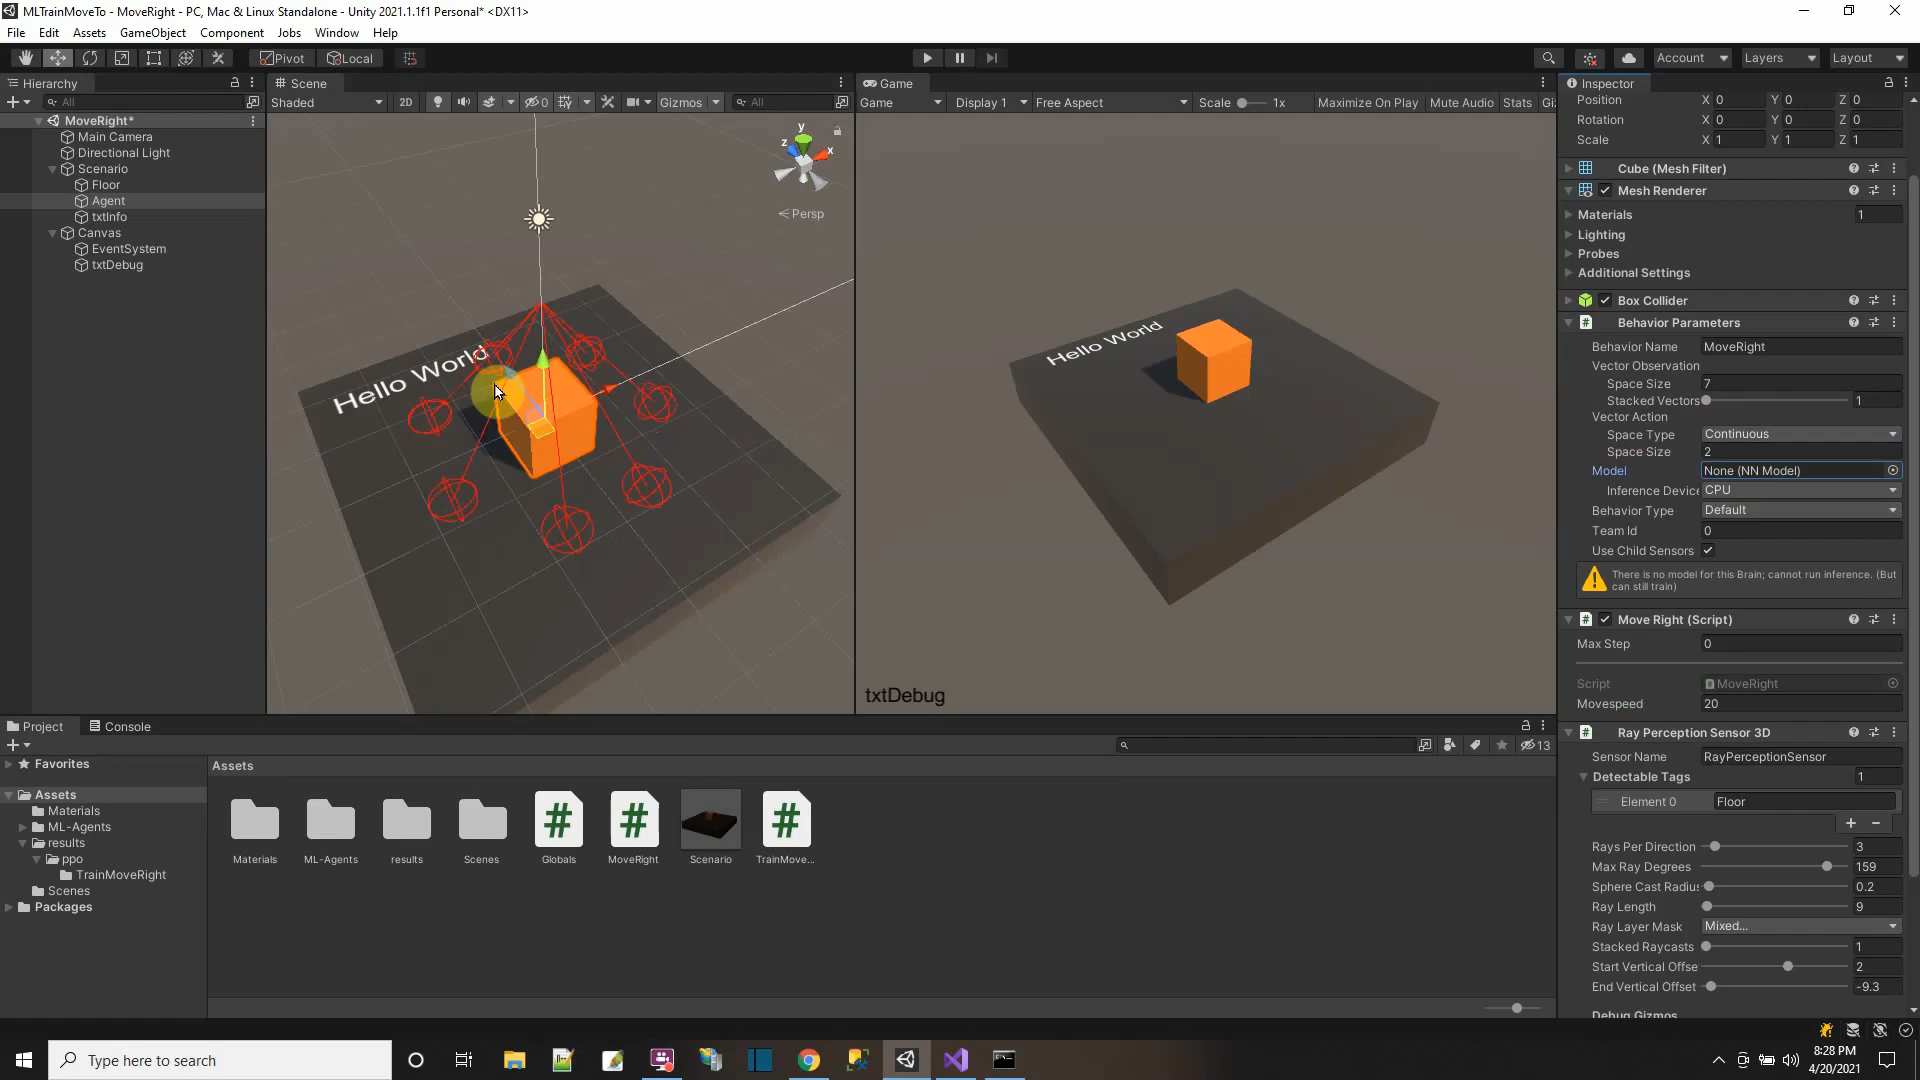 MLTrainMoveTo - MoveRight - PC, Mac & Linux Standalone - Unity 2021.1.1f1 Personal* <DX11>
File Edit Assets GameObject Component Jobs Window Help
Pivot Local Account Layers Layout
Hierarchy
All
MoveRight*
Main Camera
Directional Light
Scenario
Floor
Agent
txtInfo
Canvas
EventSystem
txtDebug
Scene
Shaded 2D 0 Gizmos All
y
z x
Persp
Hello World
Game
Game Display 1 Free Aspect Scale 1x Maximize On Play Mute Audio Stats Gi
Hello World
txtDebug
Inspector
Position X 0 Y 0 Z 0
Rotation X 0 Y 0 Z 0
Scale X 1 Y 1 Z 1
Cube (Mesh Filter)
Mesh Renderer
Materials 1
Lighting
Probes
Additional Settings
Box Collider
Behavior Parameters
Behavior Name MoveRight
Vector Observation
Space Size 7
Stacked Vectors 1
Vector Action
Space Type Continuous
Space Size 2
Model None (NN Model)
Inference Device CPU
Behavior Type Default
Team Id 0
Use Child Sensors
There is no model for this Brain; cannot run inference. (But
can still train)
Move Right (Script)
Max Step 0
Script MoveRight
Movespeed 20
Ray Perception Sensor 3D
Sensor Name RayPerceptionSensor
Detectable Tags 1
Element 0 Floor
Rays Per Direction 3
Max Ray Degrees 159
Sphere Cast Radius 0.2
Ray Length 9
Ray Layer Mask Mixed...
Stacked Raycasts 1
Start Vertical Offse 2
End Vertical Offset -9.3
Debug Gizmos
Project Console
13
Favorites
Assets
Materials
ML-Agents
results
ppo
TrainMoveRight
Scenes
Packages
Assets
Materials ML-Agents results Scenes Globals MoveRight Scenario TrainMove...
Type here to search
8:28 PM
4/20/2021